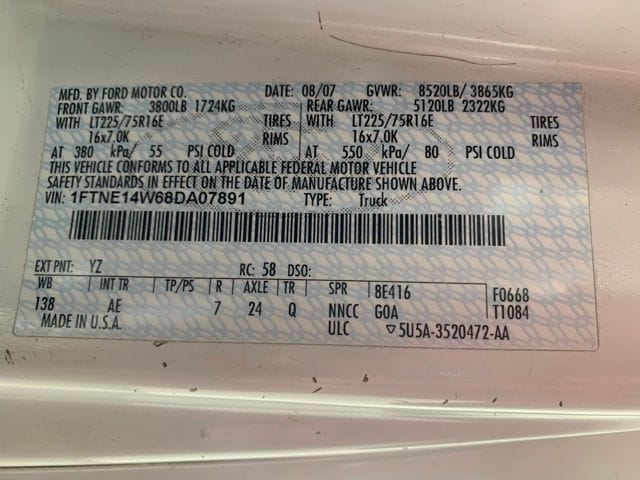 MFD. BY FORD MOTOR CO. DATE: 08/07 GVWR: 8520LB/ 3865KG
FRONT GAWR: 3800LB 1724KG REAR GAWR: 5120LB 2322KG
WITH LT225/75R16E TIRES WITH LT225/75R16E TIRES
16x7.0K RIMS 16x7.0K RIMS
AT 380 kPa/ 55 PSI COLD AT 550 kPa/ 80 PSI COLD
THIS VEHICLE CONFORMS TO ALL APPLICABLE FEDERAL MOTOR VEHICLE
SAFETY STANDARDS IN EFFECT ON THE DATE OF MANUFACTURE SHOWN ABOVE.
VIN: 1FTNE14W68DA07891 TYPE: Truck
EXT PNT: YZ RC: 58 DSO:
WB INT TR TP/PS R AXLE TR SPR 8E416 F0668
138 AE 7 24 Q NNCC GOA T1084
MADE IN U.S.A. ULC ▽5U5A-3520472-AA